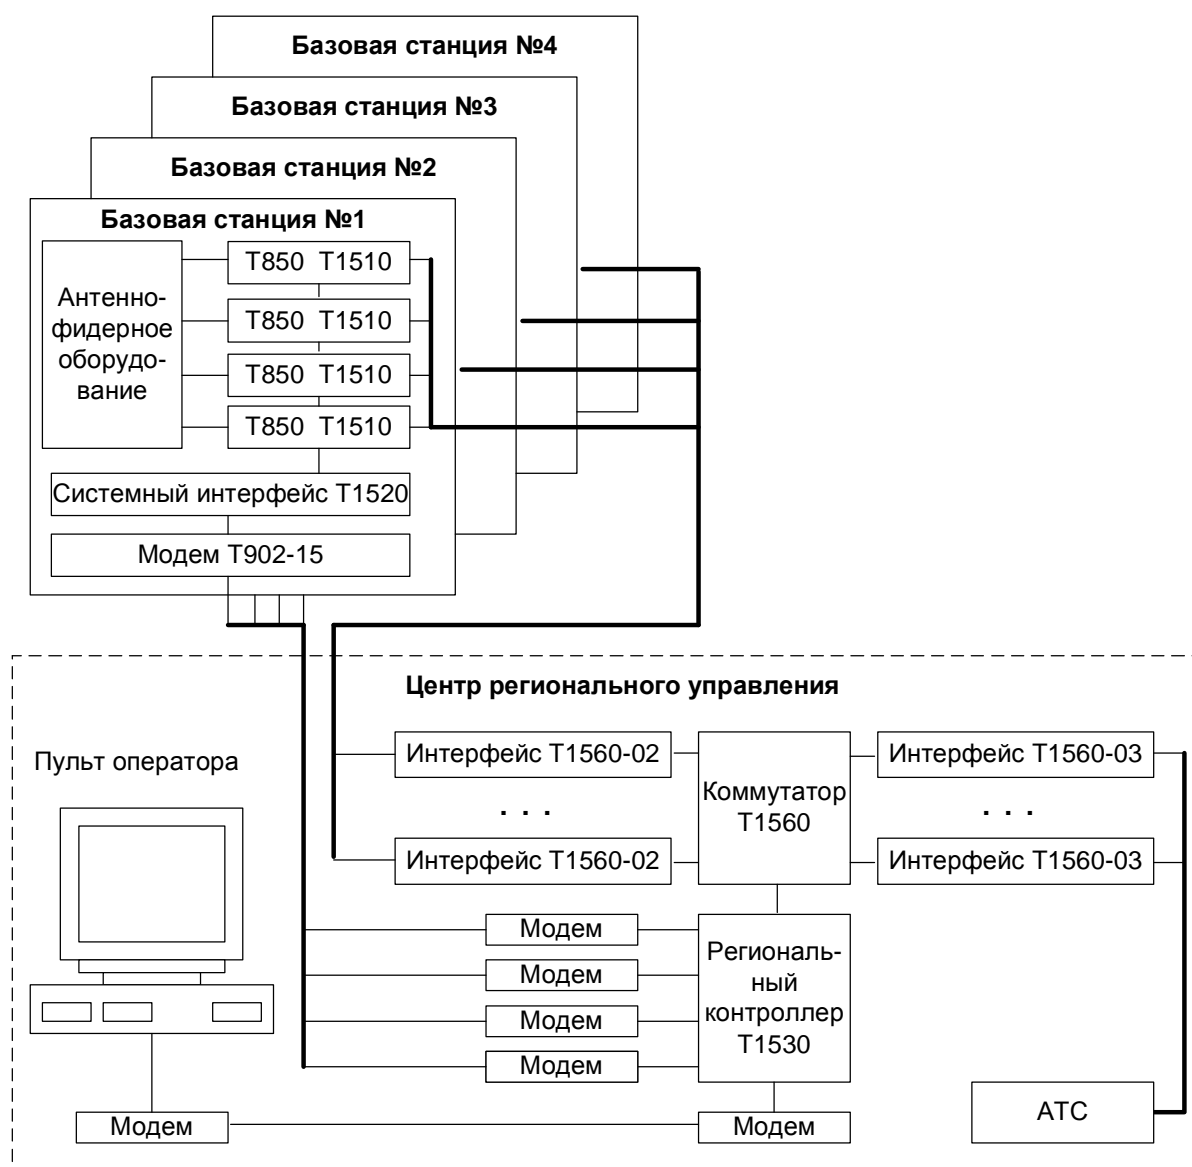 Базовая станция №4
Базовая станция №3
Базовая станция №2
Базовая станция №1
Антенно-
фидерное
оборудо-
вание
Т850 Т1510
Т850 Т1510
Т850 Т1510
Т850 Т1510
Системный интерфейс Т1520
Модем Т902-15
Центр регионального управления
Пульт оператора
Интерфейс Т1560-02
. . .
Интерфейс Т1560-02
Коммутатор
Т1560
Интерфейс Т1560-03
. . .
Интерфейс Т1560-03
Модем
Модем
Модем
Модем
Региональ-
ный
контроллер
Т1530
Модем
Модем
АТС